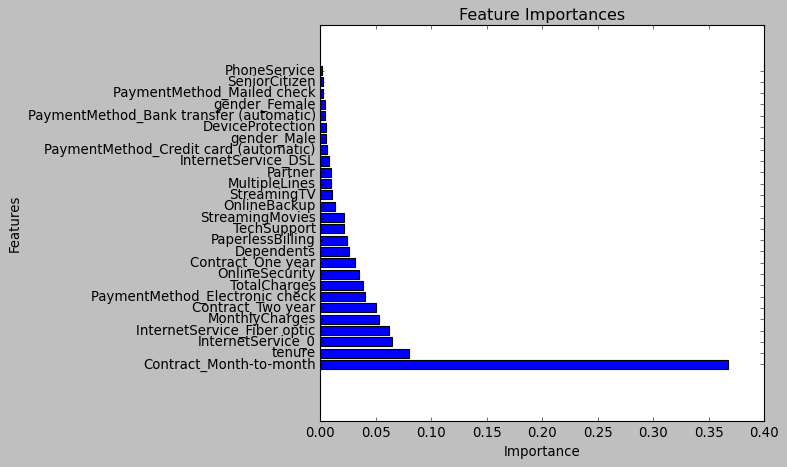 Feature Importances
PhoneService
SeniorCitizen
PaymentMethod_Mailed check
gender_Female
PaymentMethod_Bank transfer (automatic)
DeviceProtection
gender_Male
PaymentMethod_Credit card (automatic)
InternetService_DSL
Partner
MultipleLines
StreamingTV
OnlineBackup
StreamingMovies
TechSupport
PaperlessBilling
Dependents
Contract_One year
OnlineSecurity
TotalCharges
PaymentMethod_Electronic check
Contract_Two year
MonthlyCharges
InternetService_Fiber optic
InternetService_0
tenure
Contract_Month-to-month
Features
0.00 0.05 0.10 0.15 0.20 0.25 0.30 0.35 0.40
Importance